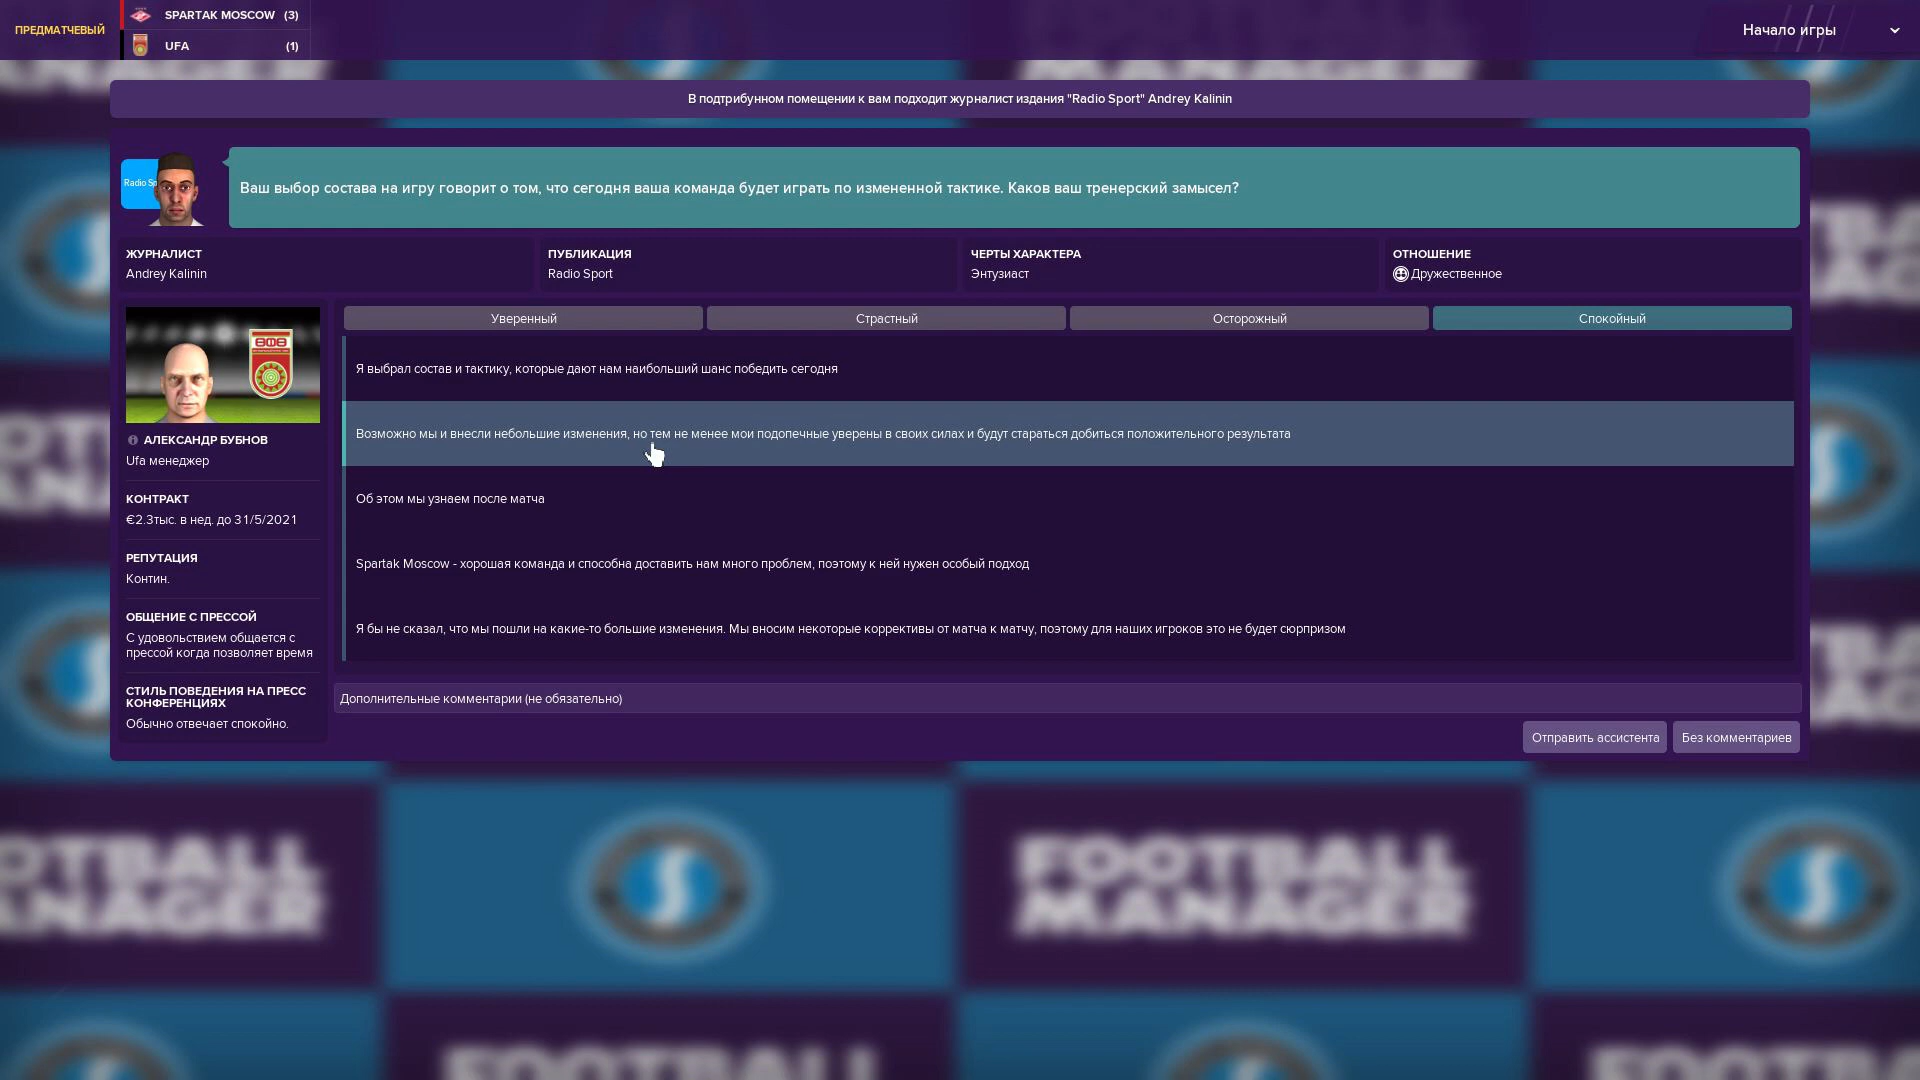 ПРЕДМАТЧЕВЫЙ
SPARTAK MOSCOW (3)
UFA (1)
Начало игры
В подтрибунном помещении к вам подходит журналист издания "Radio Sport" Andrey Kalinin
Radio Sp
Ваш выбор состава на игру говорит о том, что сегодня ваша команда будет играть по измененной тактике. Каков ваш тренерский замысел?
ЖУРНАЛИСТ
Andrey Kalinin
ПУБЛИКАЦИЯ
Radio Sport
ЧЕРТЫ ХАРАКТЕРА
Энтузиаст
ОТНОШЕНИЕ
Дружественное
АЛЕКСАНДР БУБНОВ
Ufa менеджер
КОНТРАКТ
€2.3тыс. в нед. до 31/5/2021
РЕПУТАЦИЯ
Контин.
ОБЩЕНИЕ С ПРЕССОЙ
С удовольствием общается с
прессой когда позволяет время
СТИЛЬ ПОВЕДЕНИЯ НА ПРЕСС
КОНФЕРЕНЦИЯХ
Обычно отвечает спокойно.
Уверенный
Страстный
Осторожный
Спокойный
Я выбрал состав и тактику, которые дают нам наибольший шанс победить сегодня
Возможно мы и внесли небольшие изменения, но тем не менее мои подопечные уверены в своих силах и будут стараться добиться положительного результата
Об этом мы узнаем после матча
Spartak Moscow - хорошая команда и способна доставить нам много проблем, поэтому к ней нужен особый подход
Я бы не сказал, что мы пошли на какие-то большие изменения. Мы вносим некоторые коррективы от матча к матчу, поэтому для наших игроков это не будет сюрпризом
Дополнительные комментарии (не обязательно)
Отправить ассистента
Без комментариев
FOOTBALL
MANAGER